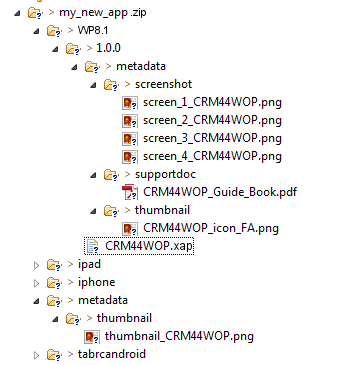 > my_new_app.zip
> WP8.1
> 1.0.0
> metadata
> screenshot
screen_1_CRM44WOP.png
screen_2_CRM44WOP.png
screen_3_CRM44WOP.png
screen_4_CRM44WOP.png
> supportdoc
CRM44WOP_Guide_Book.pdf
> thumbnail
CRM44WOP_icon_FA.png
CRM44WOP.xap
> ipad
> iphone
> metadata
> thumbnail
thumbnail_CRM44WOP.png
> tabrcandroid